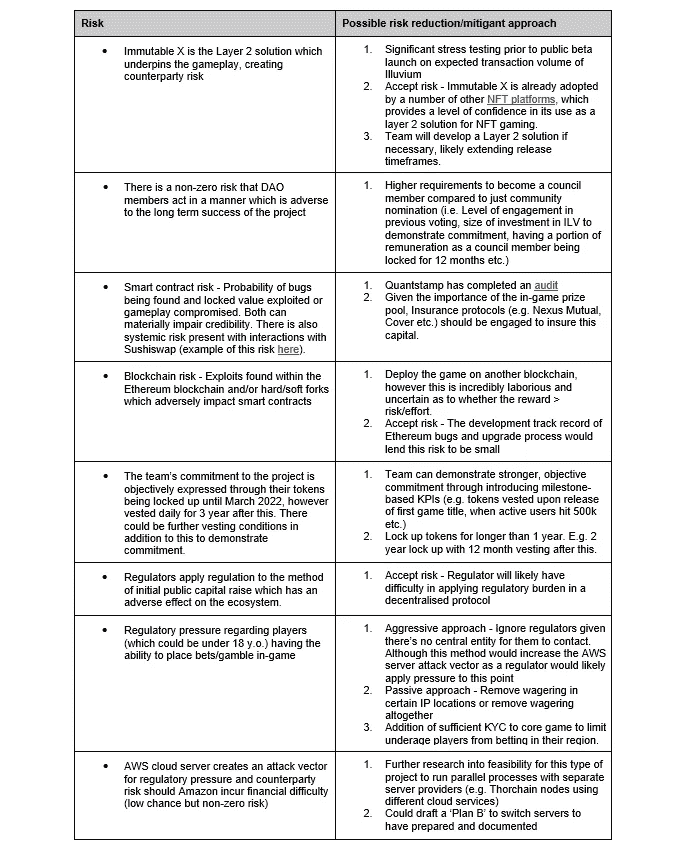 Risk
Possible risk reduction/mitigant approach
• Immutable X is the Layer 2 solution which
underpins the gameplay, creating
counterparty risk
1. Significant stress testing prior to public beta
launch on expected transaction volume of
Illuvium
2. Accept risk - Immutable X is already adopted
by a number of other NFT platforms, which
provides a level of confidence in its use as a
layer 2 solution for NFT gaming.
3. Team will develop a Layer 2 solution if
necessary, likely extending release
timeframes.
• There is a non-zero risk that DAO
members act in a manner which is adverse
to the long term success of the project
1. Higher requirements to become a council
member compared to just community
nomination (i.e. Level of engagement in
previous voting, size of investment in ILV to
demonstrate commitment, having a portion of
remuneration as a council member being
locked for 12 months etc.)
• Smart contract risk - Probability of bugs
being found and locked value exploited or
gameplay compromised. Both can
materially impair credibility. There is also
systemic risk present with interactions with
Sushiswap (example of this risk here).
1. Quantstamp has completed an audit
2. Given the importance of the in-game prize
pool, Insurance protocols (e.g. Nexus Mutual,
Cover etc.) should be engaged to insure this
capital.
• Blockchain risk - Exploits found within the
Ethereum blockchain and/or hard/soft forks
which adversely impact smart contracts
1. Deploy the game on another blockchain,
however this is incredibly laborious and
uncertain as to whether the reward >
risk/effort.
2. Accept risk - The development track record of
Ethereum bugs and upgrade process would
lend this risk to be small
• The team's commitment to the project is
objectively expressed through their tokens
being locked up until March 2022, however
vested daily for 3 year after this. There
could be further vesting conditions in
addition to this to demonstrate
commitment.
1. Team can demonstrate stronger, objective
commitment through introducing milestone-
based KPIs (e.g. tokens vested upon release
of first game title, when active users hit 500k
etc.)
2. Lock up tokens for longer than 1 year. E.g. 2
year lock up with 12 month vesting after this.
• Regulators apply regulation to the method
of initial public capital raise which has an
adverse effect on the ecosystem.
1. Accept risk - Regulator will likely have
difficulty in applying regulatory burden in a
decentralised protocol
• Regulatory pressure regarding players
(which could be under 18 y.o.) having the
ability to place bets/gamble in-game
1. Aggressive approach - Ignore regulators given
there's no central entity for them to contact.
Although this method would increase the AWS
server attack vector as a regulator would likely
apply pressure to this point
2. Passive approach - Remove wagering in
certain IP locations or remove wagering
altogether
3. Addition of sufficient KYC to core game to limit
underage players from betting in their region.
• AWS cloud server creates an attack vector
for regulatory pressure and counterparty
risk should Amazon incur financial difficulty
(low chance but non-zero risk)
1. Further research into feasibility for this type of
project to run parallel processes with separate
server providers (e.g. Thorchain nodes using
different cloud services)
2. Could draft a 'Plan B' to switch servers to
have prepared and documented